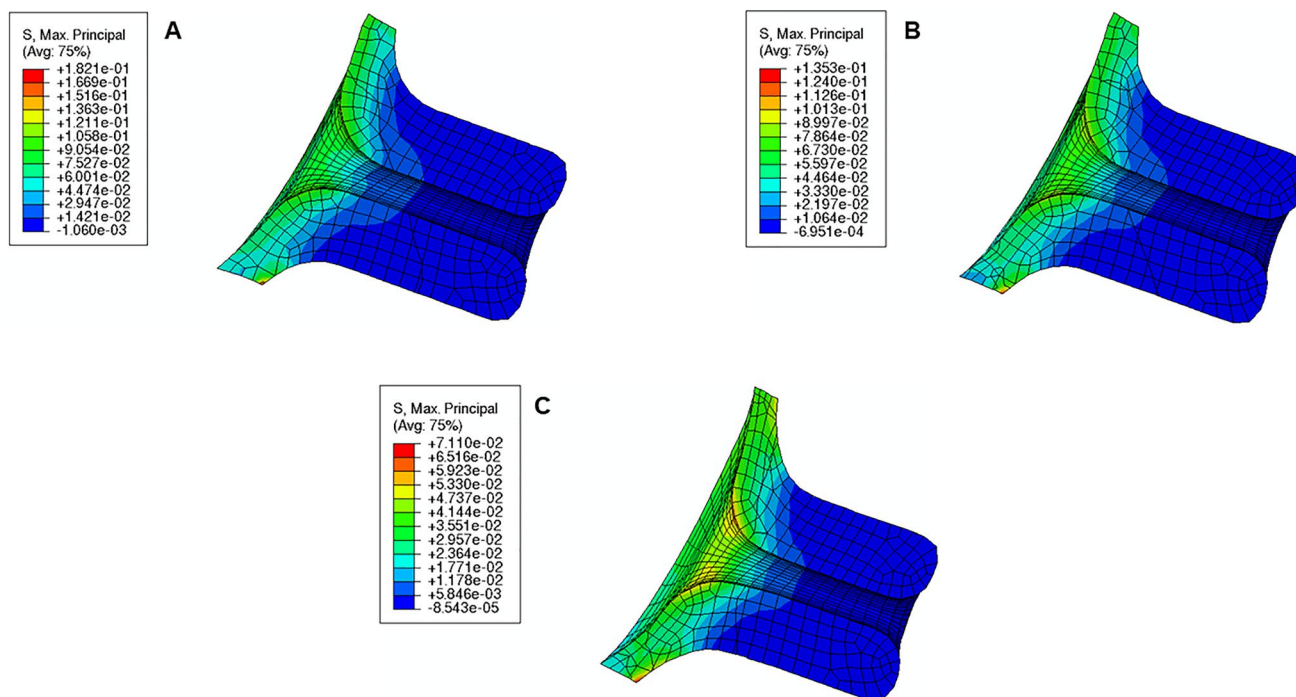 A
S, Max. Principal
(Avg: 75%)
+1.821e-01
+1.669e-01
+1.516e-01
+1.363e-01
+1.211e-01
+1.058e-01
+9.054e-02
+7.527e-02
+6.001e-02
+4.474e-02
+2.947e-02
+1.421e-02
-1.060e-03
B
S, Max. Principal
(Avg: 75%)
+1.353e-01
+1.240e-01
+1.126e-01
+1.013e-01
+8.997e-02
+7.864e-02
+6.730e-02
+5.597e-02
+4.464e-02
+3.330e-02
+2.197e-02
+1.064e-02
-6.951e-04
C
S, Max. Principal
(Avg: 75%)
+7.110e-02
+6.516e-02
+5.923e-02
+5.330e-02
+4.737e-02
+4.144e-02
+3.551e-02
+2.957e-02
+2.364e-02
+1.771e-02
+1.178e-02
+5.846e-03
-8.543e-05